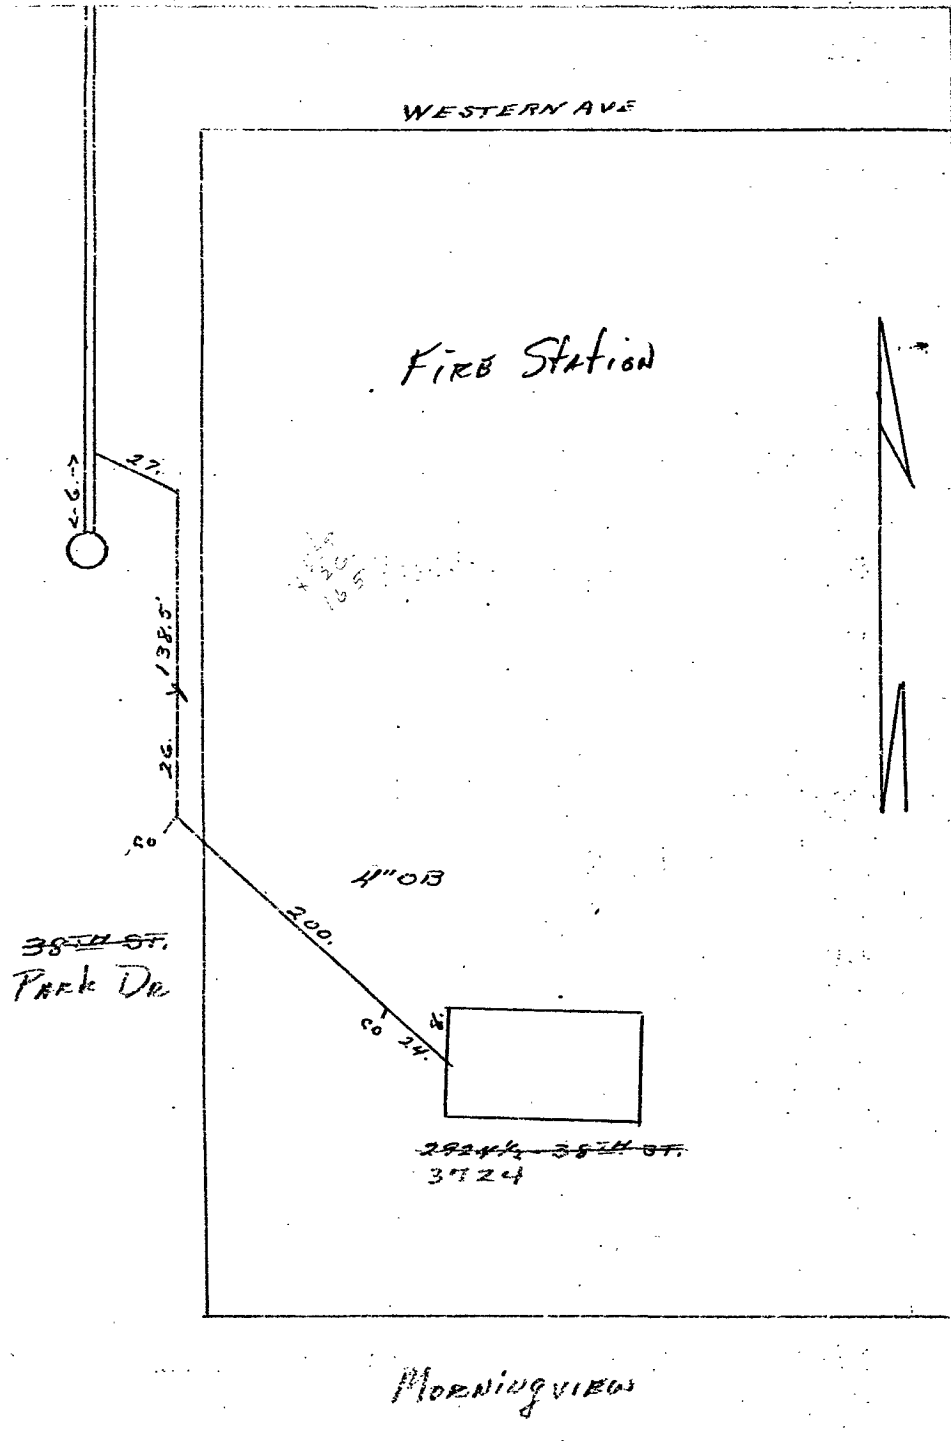 WESTERN AVE
FIRE STATION
27.
<-6.->
138.5'
26.
CO
4"OB
200.
38TH ST.
PARK DR
CO
24.
8.
2924½-38TH ST.
3724
MORNINGVIEW